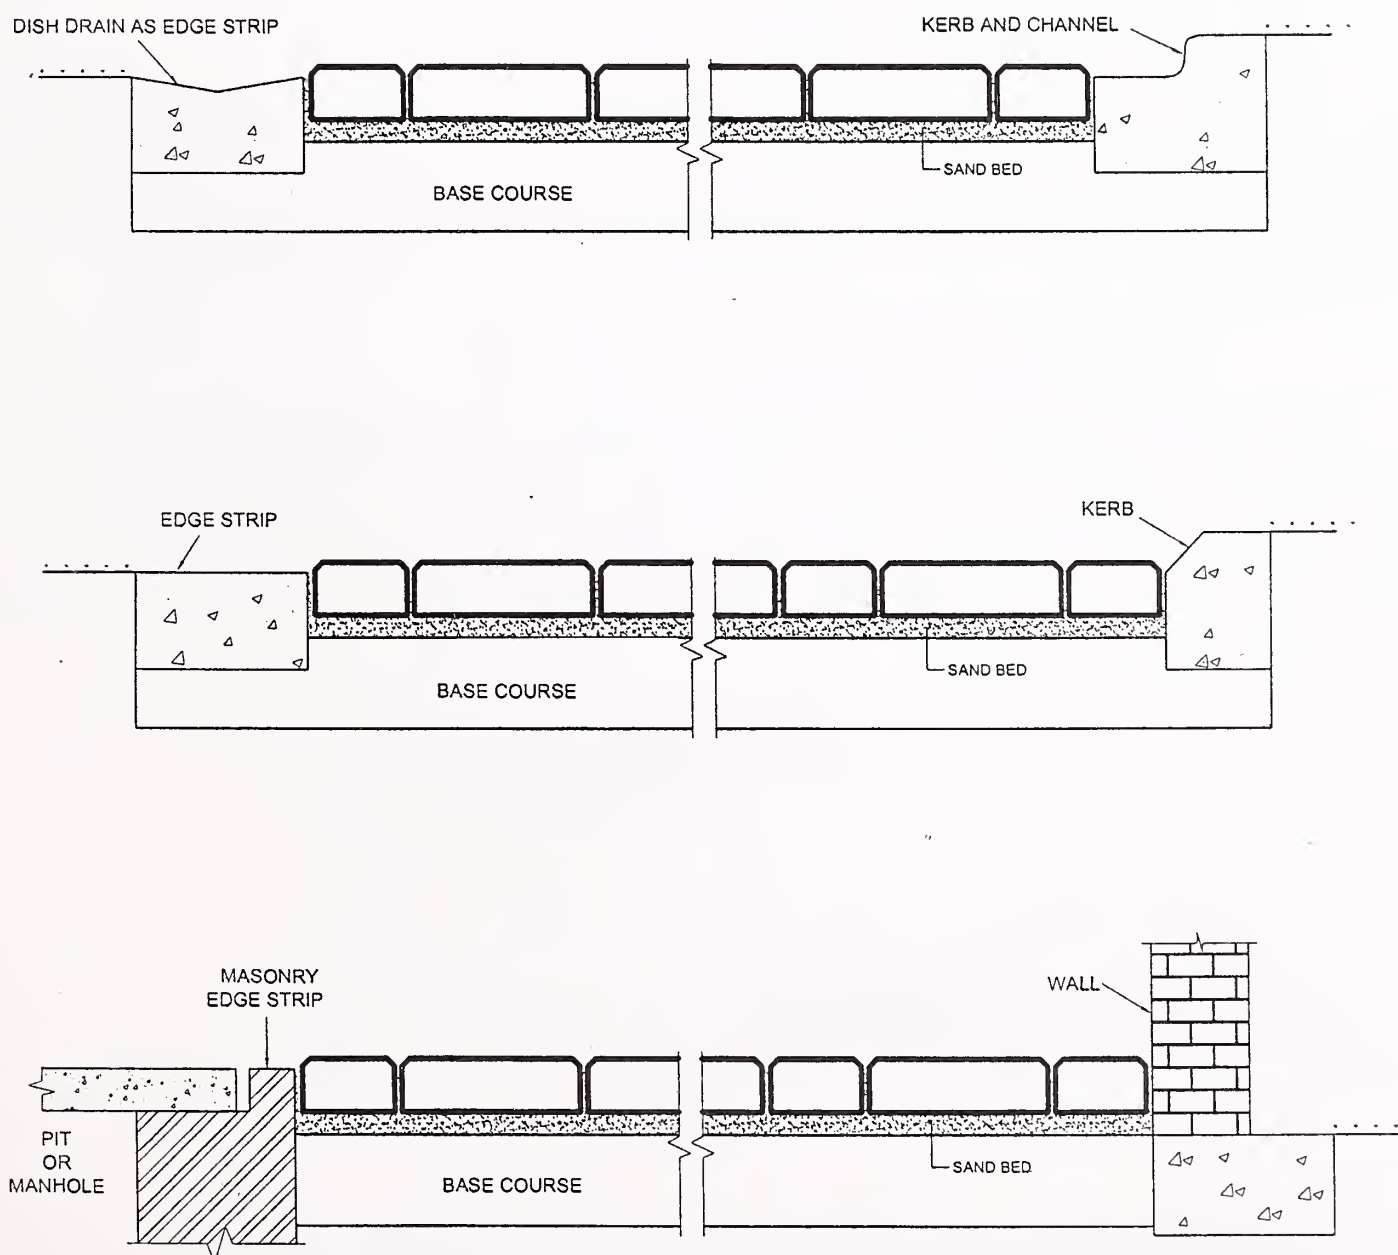 DISH DRAIN AS EDGE STRIP
KERB AND CHANNEL
SAND BED
BASE COURSE
EDGE STRIP
KERB
SAND BED
BASE COURSE
MASONRY
EDGE STRIP
WALL
PIT
OR
MANHOLE
SAND BED
BASE COURSE